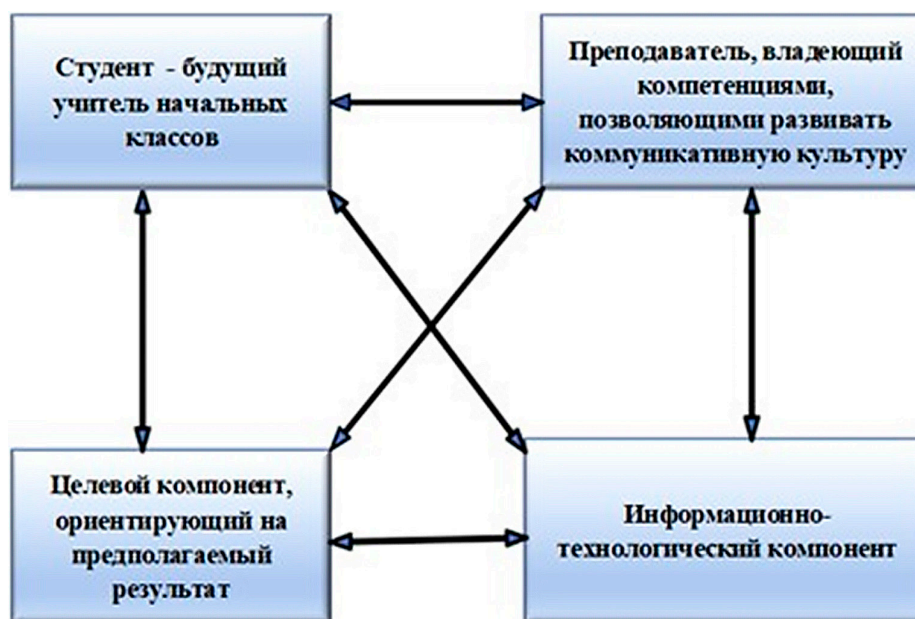 Студент - будущий
учитель начальных
классов
Преподаватель, владеющий
компетенциями,
позволяющими развивать
коммуникативную культуру
Целевой компонент,
ориентирующий на
предполагаемый
результат
Информационно-
технологический компонент